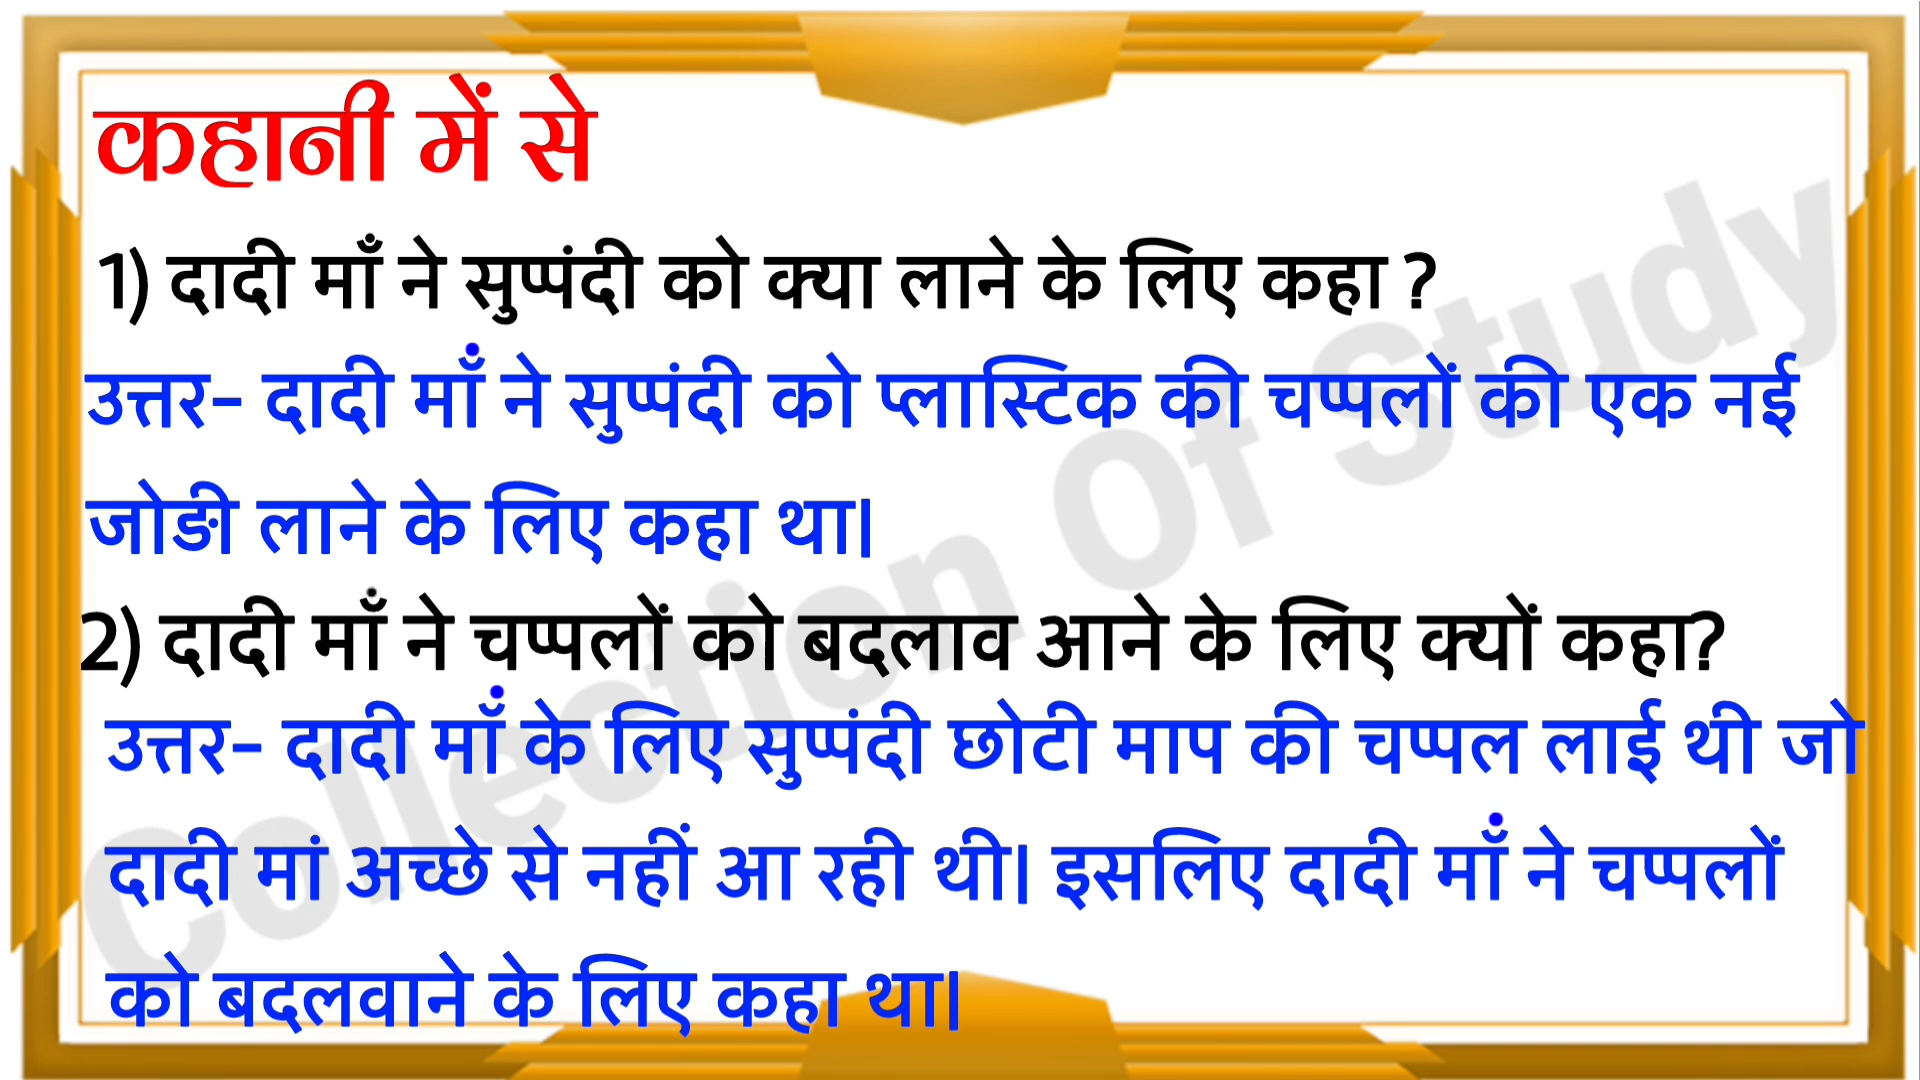 कहानी में से
1) दादी माँ ने सुप्पंदी को क्या लाने के लिए कहा ?
उत्तर- दादी माँ ने सुप्पंदी को प्लास्टिक की चप्पलों की एक नई
जोङी लाने के लिए कहा था।
2) दादी माँ ने चप्पलों को बदलाव आने के लिए क्यों कहा?
उत्तर- दादी माँ के लिए सुप्पंदी छोटी माप की चप्पल लाई थी जो
दादी मां अच्छे से नहीं आ रही थी। इसलिए दादी माँ ने चप्पलों
को बदलवाने के लिए कहा था।
Collection Of Study